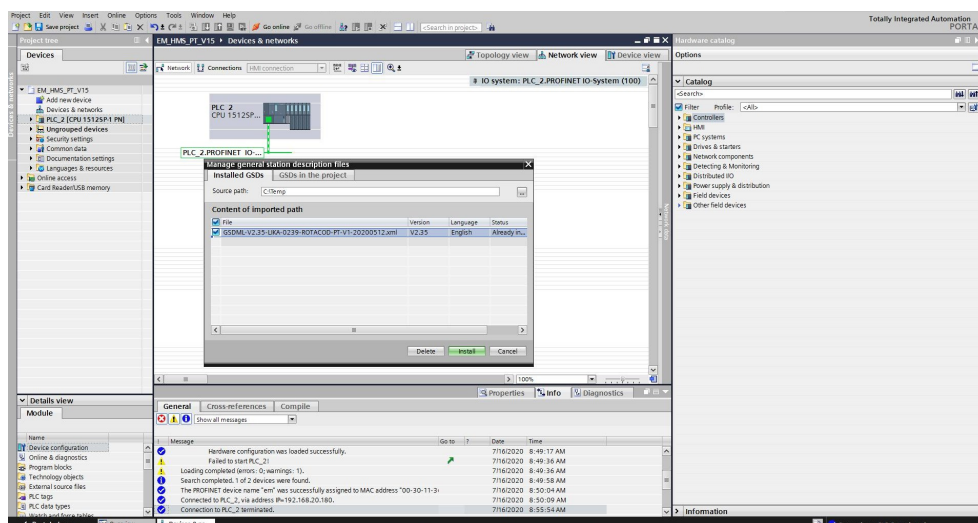 Project Edit View Insert Online Options Tools Window Help
Totally Integrated Automation
PORTA
Save project
Go online
Go offline
<Search in project>
Project tree
EM_HMS_PT_V15 ▸ Devices & networks
Hardware catalog
Devices
Topology view
Network view
Device view
Options
Network
Connections
HMI connection
IO system: PLC_2.PROFINET IO-System (100)
Catalog
<Search>
Filter Profile: <All>
EM_HMS_PT_V15
Add new device
Devices & networks
PLC_2 [CPU 1512SP-1 PN]
Ungrouped devices
Security settings
Common data
Documentation settings
Languages & resources
Online access
Card Reader/USB memory
Devices & networks
PLC_2
CPU 1512SP...
PLC_2.PROFINET IO-...
Controllers
HMI
PC systems
Drives & starters
Network components
Detecting & Monitoring
Distributed I/O
Power supply & distribution
Field devices
Other field devices
Manage general station description files
Installed GSDs
GSDs in the project
Source path: C:\Temp
Content of imported path
File Version Language Status
GSDML-V2.35-LIKA-0239-ROTACOD-PT-V1-20200512.xml V2.35 English Already in...
Delete
Install
Cancel
100%
Properties
Info
Diagnostics
Details view
Module
Name
Device configuration
Online & diagnostics
Program blocks
Technology objects
External source files
PLC tags
PLC data types
Watch and force tables
General
Cross-references
Compile
Show all messages
! Message Go to ? Date Time
Hardware configuration was loaded successfully. 7/16/2020 8:49:17 AM
Failed to start PLC_2! 7/16/2020 8:49:36 AM
Loading completed (errors: 0; warnings: 1). 7/16/2020 8:49:36 AM
Search completed. 1 of 2 devices were found. 7/16/2020 8:49:58 AM
The PROFINET device name "em" was successfully assigned to MAC address "00-30-11-3 7/16/2020 8:50:04 AM
Connected to PLC_2, via address IP=192.168.20.180. 7/16/2020 8:50:09 AM
Connection to PLC_2 terminated. 7/16/2020 8:55:54 AM
Information